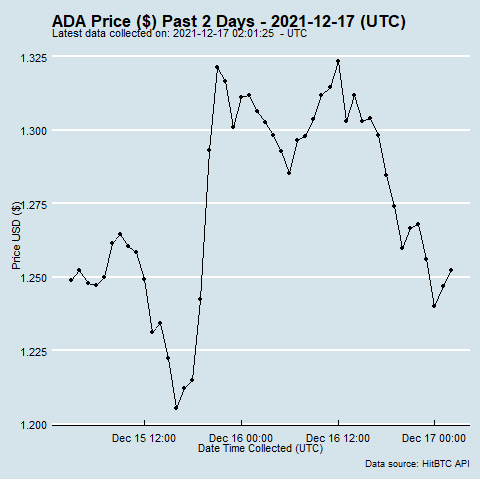 ADA Price ($) Past 2 Days - 2021-12-17 (UTC)
Latest data collected on: 2021-12-17 02:01:25 - UTC
1.325
1.300
1.275
1.250
1.225
1.200
Price USD ($)
Dec 15 12:00 Dec 16 00:00 Dec 16 12:00 Dec 17 00:00
Date Time Collected (UTC)
Data source: HitBTC API